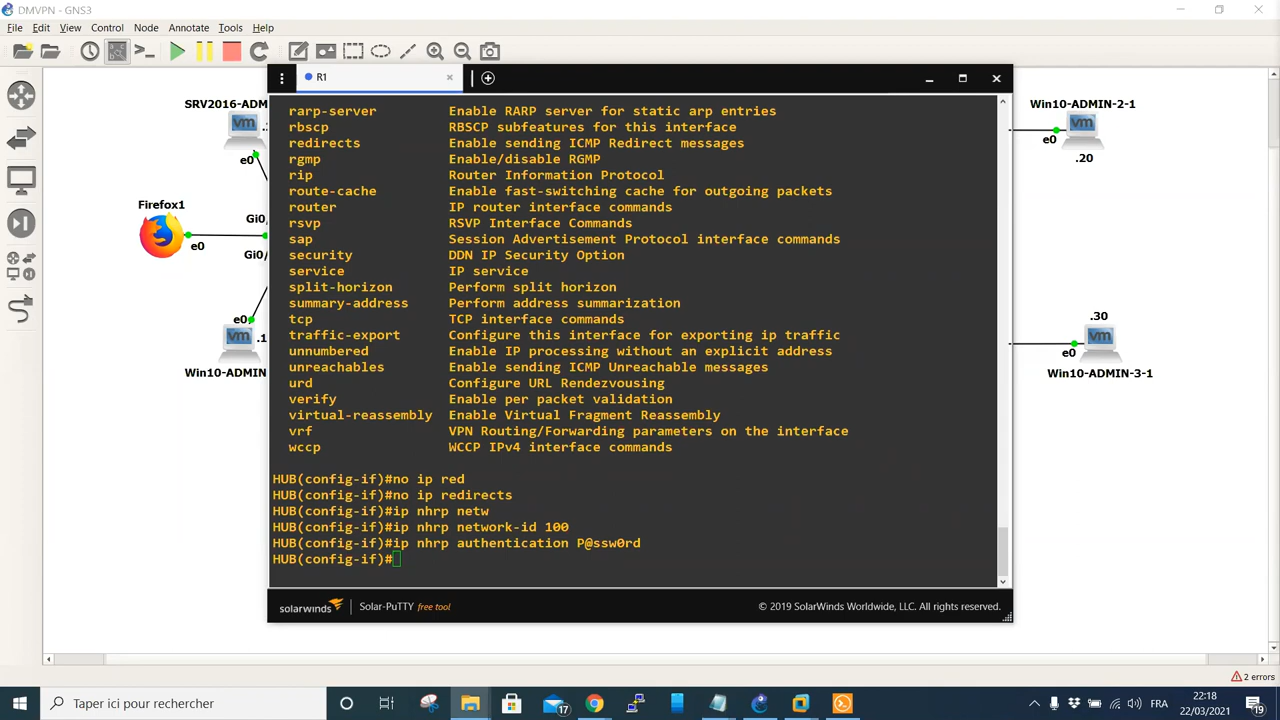 DMVPN - GNS3
File Edit View Control Node Annotate Tools Help
R1
SRV2016-ADM
e0
Firefox1
e0
Gi0/
Gi0/
e0
.1
Win10-ADMIN
Win10-ADMIN-2-1
e0
.20
.30
e0
Win10-ADMIN-3-1
rarp-server Enable RARP server for static arp entries
rbscp RBSCP subfeatures for this interface
redirects Enable sending ICMP Redirect messages
rgmp Enable/disable RGMP
rip Router Information Protocol
route-cache Enable fast-switching cache for outgoing packets
router IP router interface commands
rsvp RSVP Interface Commands
sap Session Advertisement Protocol interface commands
security DDN IP Security Option
service IP service
split-horizon Perform split horizon
summary-address Perform address summarization
tcp TCP interface commands
traffic-export Configure this interface for exporting ip traffic
unnumbered Enable IP processing without an explicit address
unreachables Enable sending ICMP Unreachable messages
urd Configure URL Rendezvousing
verify Enable per packet validation
virtual-reassembly Enable Virtual Fragment Reassembly
vrf VPN Routing/Forwarding parameters on the interface
wccp WCCP IPv4 interface commands
HUB(config-if)#no ip red
HUB(config-if)#no ip redirects
HUB(config-if)#ip nhrp netw
HUB(config-if)#ip nhrp network-id 100
HUB(config-if)#ip nhrp authentication P@ssw0rd
HUB(config-if)#
solarwinds Solar-PuTTY free tool © 2019 SolarWinds Worldwide, LLC. All rights reserved.
2 errors
Taper ici pour rechercher
17
FRA
22:18
22/03/2021
19